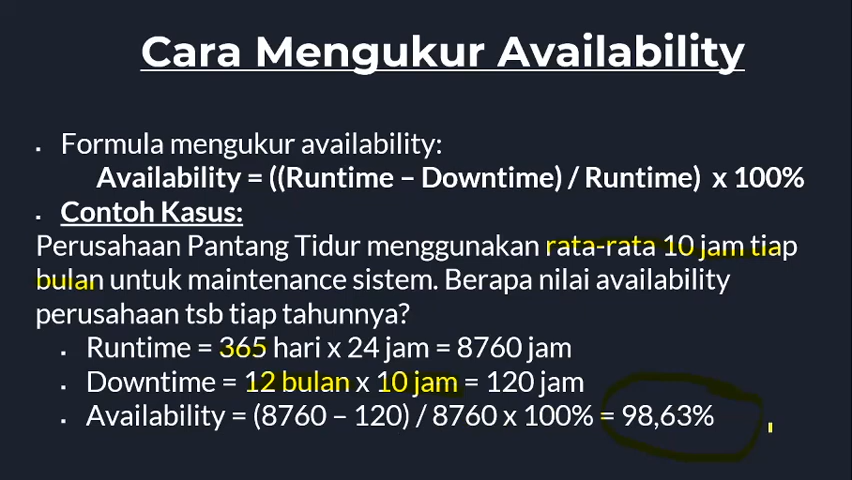 Cara Mengukur Availability
▪ Formula mengukur availability:
Availability = ((Runtime – Downtime) / Runtime) x 100%
▪ Contoh Kasus:
Perusahaan Pantang Tidur menggunakan rata-rata 10 jam tiap
bulan untuk maintenance sistem. Berapa nilai availability
perusahaan tsb tiap tahunnya?
▪ Runtime = 365 hari x 24 jam = 8760 jam
▪ Downtime = 12 bulan x 10 jam = 120 jam
▪ Availability = (8760 – 120) / 8760 x 100% = 98,63%